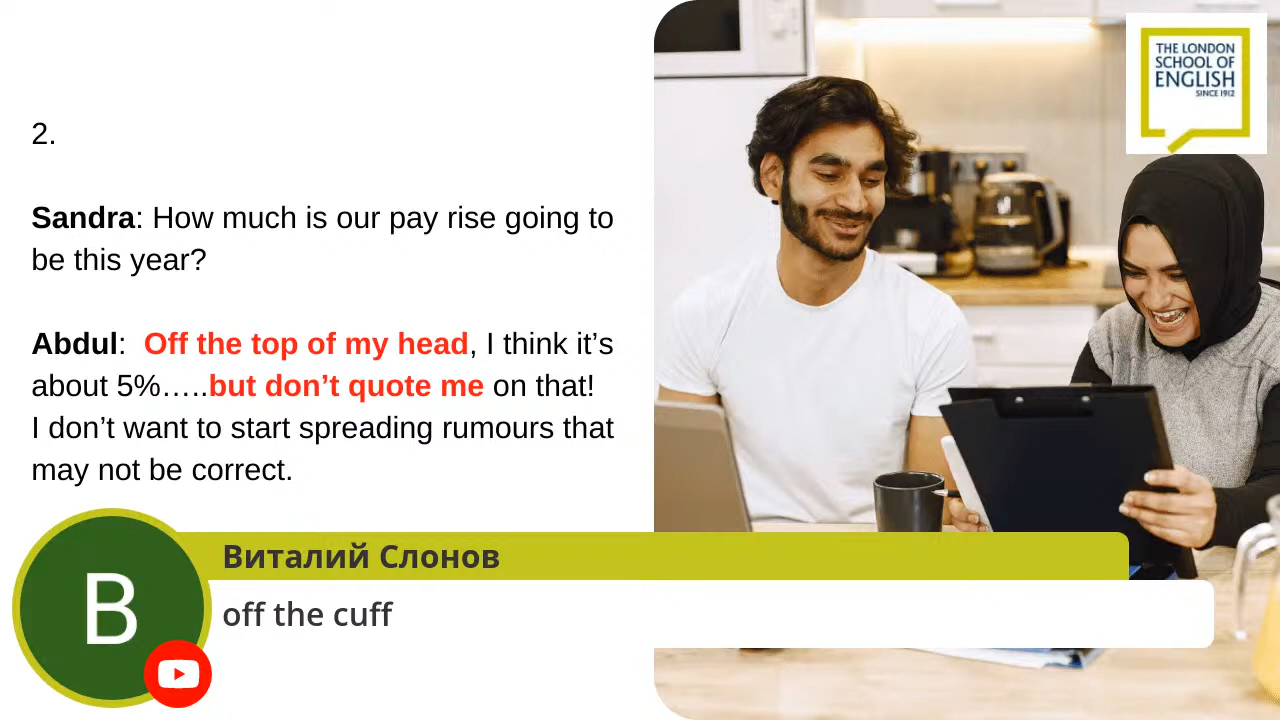 2.
Sandra: How much is our pay rise going to
be this year?
Abdul:  Off the top of my head, I think it’s
about 5%…..but don’t quote me on that!
I don’t want to start spreading rumours that
may not be correct.
THE LONDON
SCHOOL OF
ENGLISH
SINCE 1912
В
Виталий Слонов
off the cuff